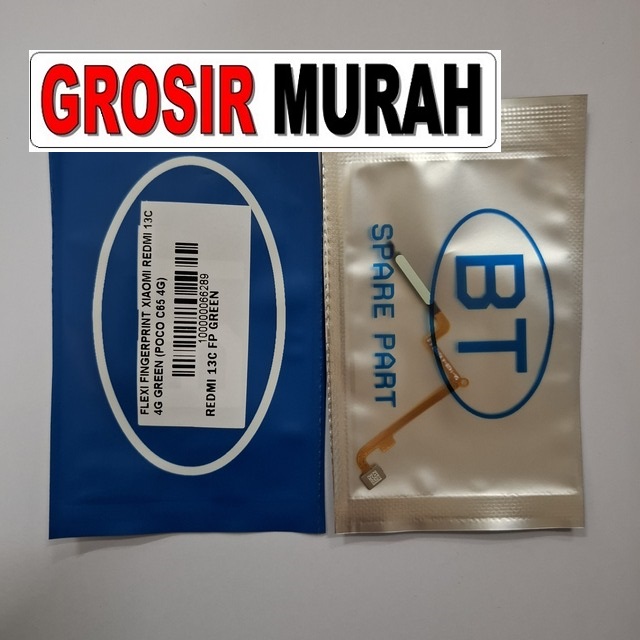 GROSIR MURAH
FLEXI FINGERPRINT XIAOMI REDMI 13C
4G GREEN (POCO C65 4G)
100000066289
REDMI 13C FP GREEN
BT
SPARE PART